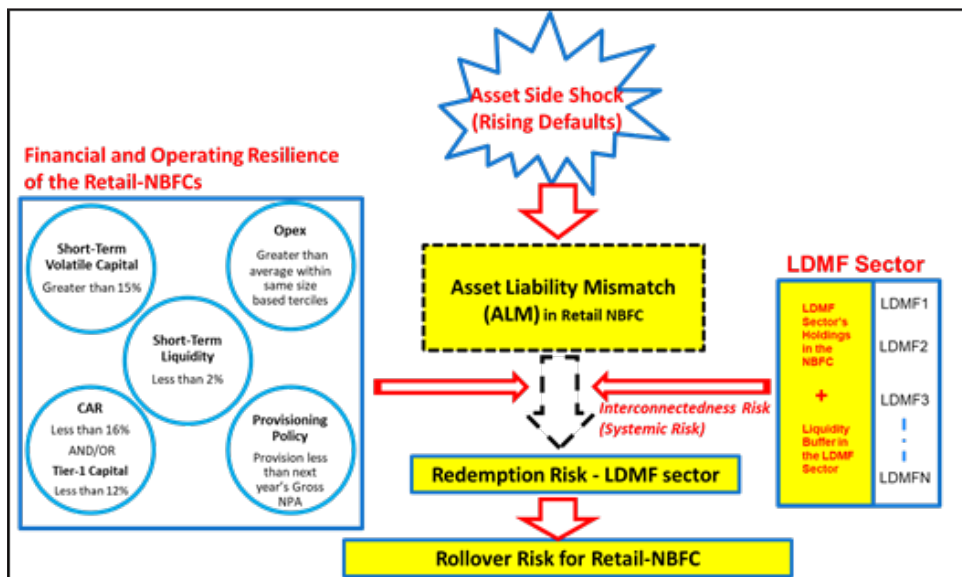 Asset Side Shock
(Rising Defaults)
Financial and Operating Resilience
of the Retail-NBFCs
Short-Term
Volatile Capital
Greater than 15%
Opex
Greater than
average within
same size
based terciles
Short-Term
Liquidity
Less than 2%
CAR
Less than 16%
AND/OR
Tier-1 Capital
Less than 12%
Provisioning
Policy
Provision less
than next
year's Gross
NPA
Asset Liability Mismatch
(ALM) in Retail NBFC
Interconnectedness Risk
(Systemic Risk)
Redemption Risk - LDMF sector
Rollover Risk for Retail-NBFC
LDMF Sector
LDMF
Sector's
Holdings
in the
NBFC
+
Liquidity
Buffer in
the LDMF
Sector
LDMF1
LDMF2
LDMF3
LDMFN